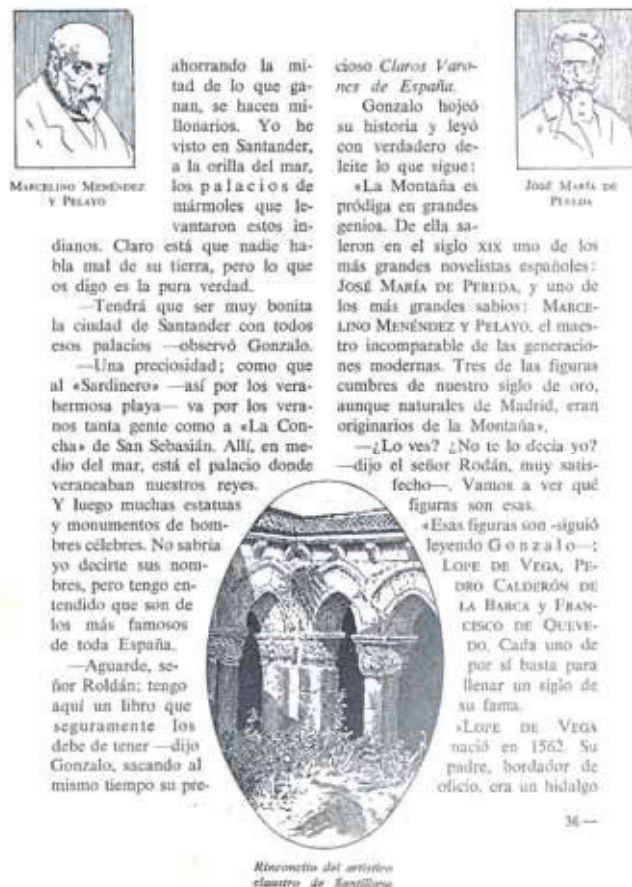 MARCELINO MENÉNDEZ
Y PELAYO
ahorrando la mi-
tad de lo que ga-
nan, se hacen mi-
llonarios. Yo he
visto en Santander,
a la orilla del mar,
los palacios de
mármoles que le-
vantaron estos in-
dianos. Claro está que nadie ha-
bla mal de su tierra, pero lo que
os digo es la pura verdad.
—Tendrá que ser muy bonita
la ciudad de Santander con todos
esos palacios —observó Gonzalo.
—Una preciosidad; como que
al «Sardinero» —así por los vera-
hermosa playa— va por los vera-
nos tanta gente como a «La Con-
cha» de San Sebasián. Allí, en me-
dio del mar, está el palacio donde
veraneaban nuestros reyes.
Y luego muchas estatuas
y monumentos de hom-
bres célebres. No sabría
yo decirte sus nom-
bres, pero tengo en-
tendido que son de
los más famosos
de toda España.
—Aguarde, se-
ñor Roldán; tengo
aquí un libro que
seguramente los
debe de tener —dijo
Gonzalo, sacando al
mismo tiempo su pre-
cioso Claros Varo-
nes de España.
Gonzalo hojeó
su historia y leyó
con verdadero de-
leite lo que sigue:
«La Montaña es
pródiga en grandes
genios. De ella sa-
leron en el siglo XIX uno de los
más grandes novelistas españoles:
JOSÉ MARÍA DE PEREDA, y uno de
los más grandes sabios: MARCE-
LINO MENÉNDEZ Y PELAYO, el maes-
tro incomparable de las generacio-
nes modernas. Tres de las figuras
cumbres de nuestro siglo de oro,
aunque naturales de Madrid, eran
originarios de la Montaña».
—¿Lo ves? ¿No te lo decía yo?
—dijo el señor Rodán, muy satis-
fecho—. Vamos a ver qué
figuras son esas.
«Esas figuras son -siguió
leyendo Gonzalo—:
LOPE DE VEGA, PE-
DRO CALDERÓN DE
LA BARCA y FRAN-
CISCO DE QUEVE-
DO. Cada uno de
por sí basta para
llenar un siglo de
su fama.
»LOPE DE VEGA
nació en 1562. Su
padre, bordador de
oficio, era un hidalgo
JOSÉ MARÍA DE
PEREDA
36 —
Rinconcito del artístico
claustro de Santillana